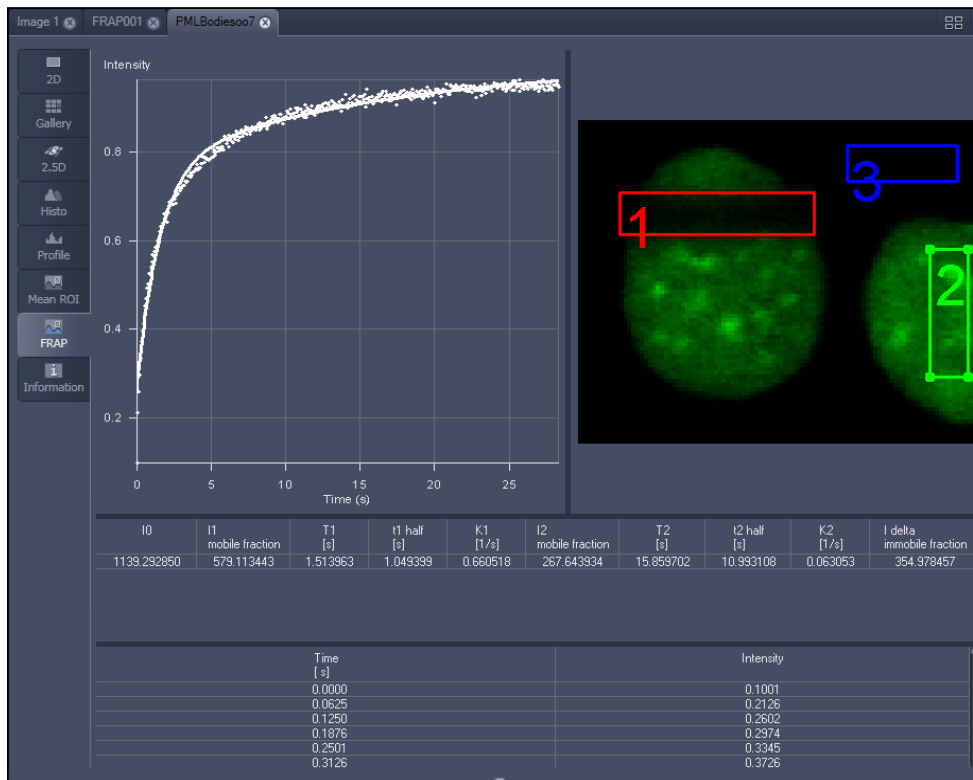 Image 1 FRAP001 PMLBodiesoo7
2D
Gallery
2.5D
Histo
Profile
Mean ROI
FRAP
Information
Intensity
0.8
0.6
0.4
0.2
0 5 10 15 20 25
Time (s)
1
2
3
I0 I1 T1 t1 half K1 I2 T2 t2 half K2 I delta
mobile fraction [s] [s] [1/s] mobile fraction [s] [s] [1/s] immobile fraction
1139.292850 579.113443 1.513963 1.049399 0.660518 267.643934 15.859702 10.993108 0.063053 354.978457
Time Intensity
[ s]
0.0000 0.1001
0.0625 0.2126
0.1250 0.2602
0.1876 0.2974
0.2501 0.3345
0.3126 0.3726